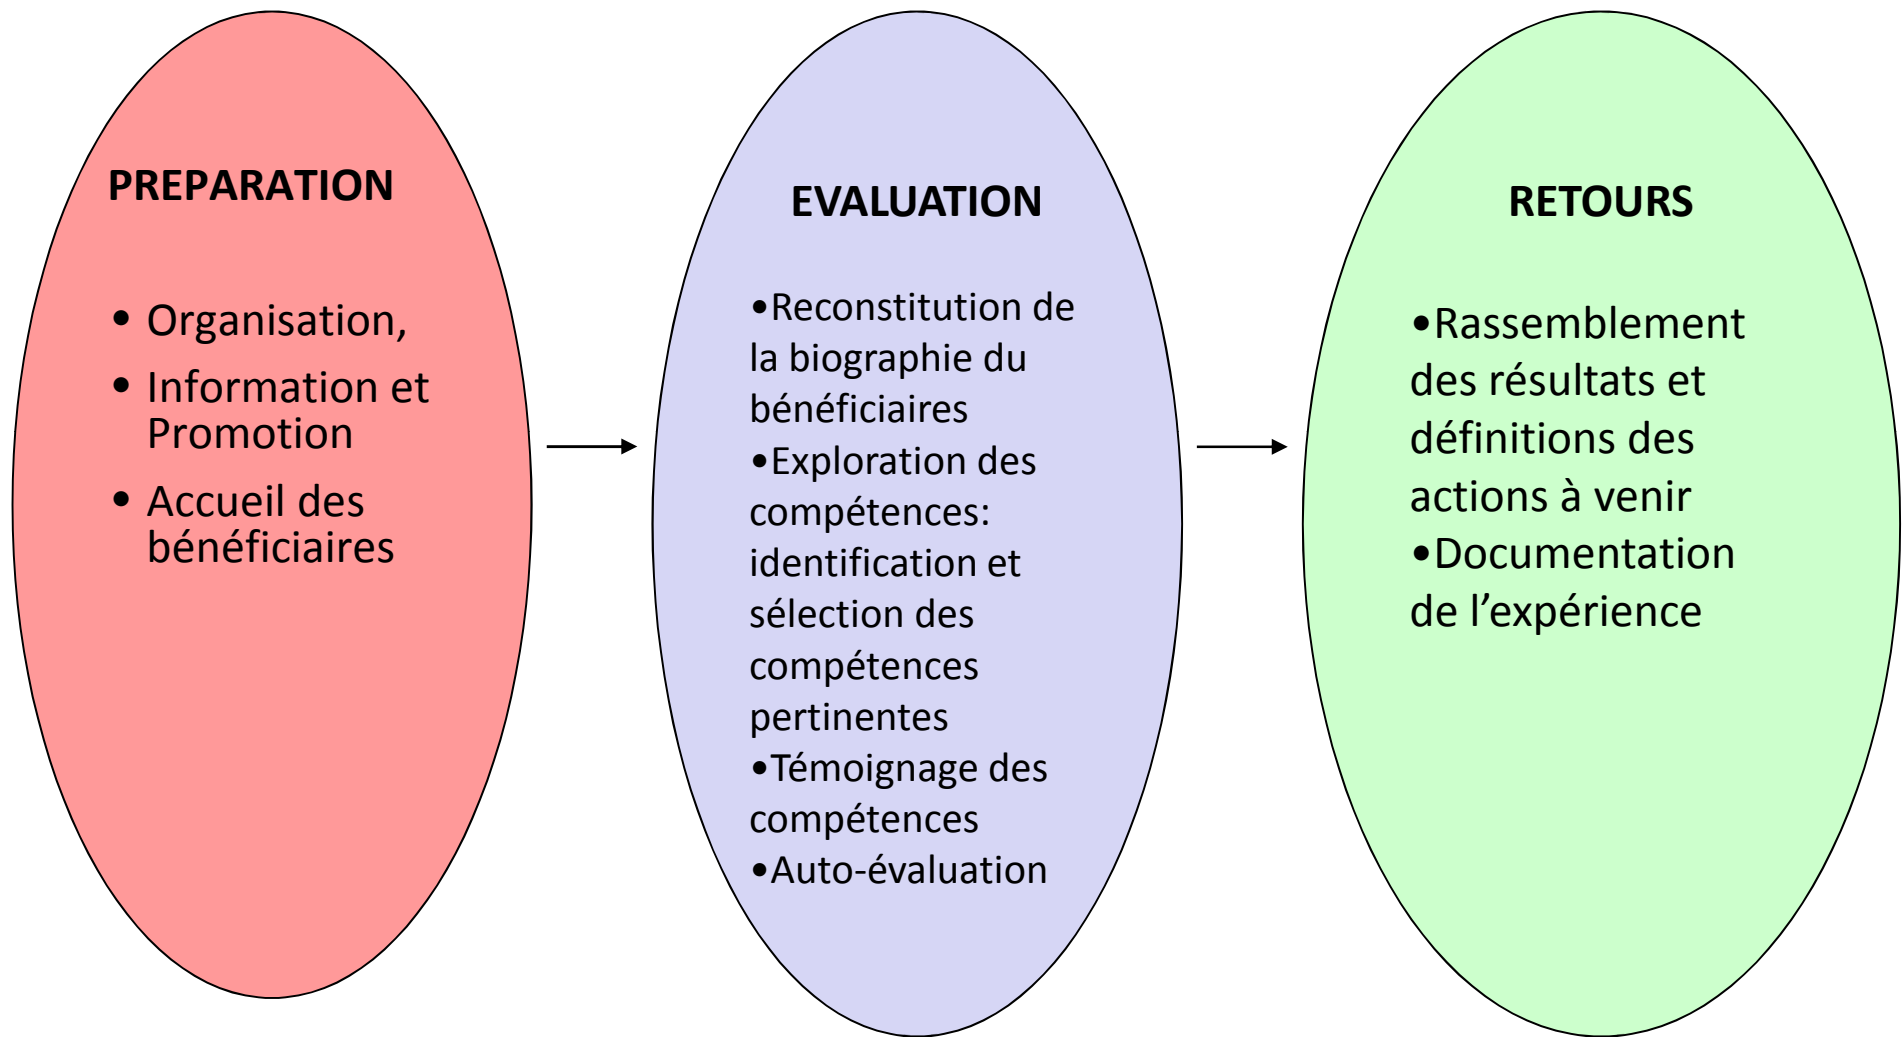 PREPARATION
• Organisation,
• Information et
Promotion
• Accueil des
bénéficiaires
EVALUATION
•Reconstitution de
la biographie du
bénéficiaires
•Exploration des
compétences:
identification et
sélection des
compétences
pertinentes
•Témoignage des
compétences
•Auto-évaluation
RETOURS
•Rassemblement
des résultats et
définitions des
actions à venir
•Documentation
de l’expérience